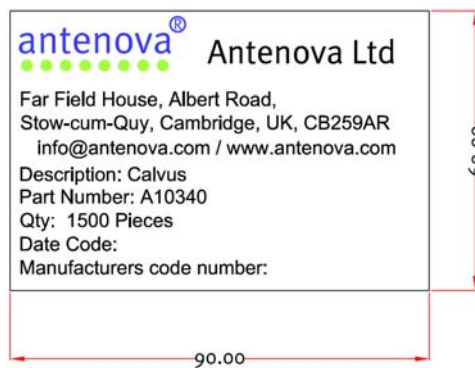 antenova®
Antenova Ltd
Far Field House, Albert Road,
Stow-cum-Quy, Cambridge, UK, CB259AR
info@antenova.com / www.antenova.com
Description: Calvus
Part Number: A10340
Qty: 1500 Pieces
Date Code:
Manufacturers code number:
90.00